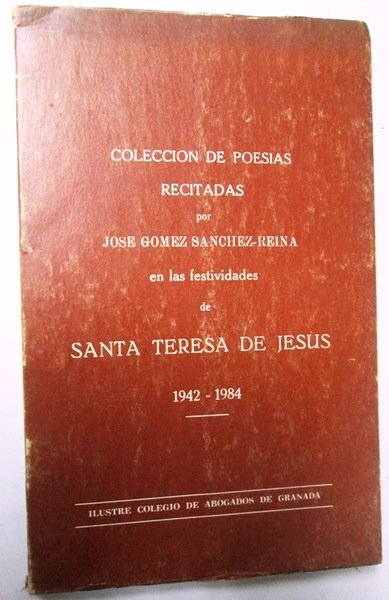 COLECCION DE POESIAS
RECITADAS
por
JOSE GOMEZ SANCHEZ-REINA
en las festividades
de
SANTA TERESA DE JESUS
1942 - 1984
ILUSTRE COLEGIO DE ABOGADOS DE GRANADA